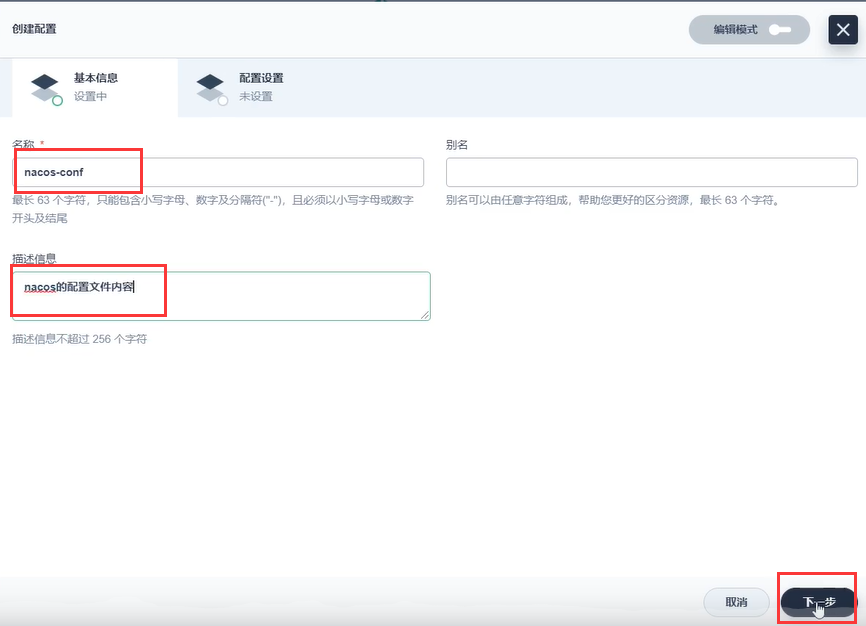 创建配置
编辑模式
基本信息
设置中
配置设置
未设置
名称 *
别名
nacos-conf
最长 63 个字符，只能包含小写字母、数字及分隔符("-")，且必须以小写字母或数字
开头及结尾
别名可以由任意字符组成，帮助您更好的区分资源，最长 63 个字符。
描述信息
nacos的配置文件内容
描述信息不超过 256 个字符
取消
下一步